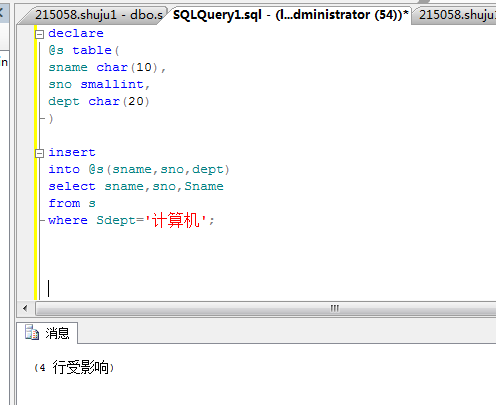 215058.shuju1 - dbo.s
SQLQuery1.sql - (l...dministrator (54))*
215058.shuju1
in
declare
@s table(
sname char(10),
sno smallint,
dept char(20)
)
insert
into @s(sname,sno,dept)
select sname,sno,Sname
from s
where Sdept='计算机';
消息
(4 行受影响)